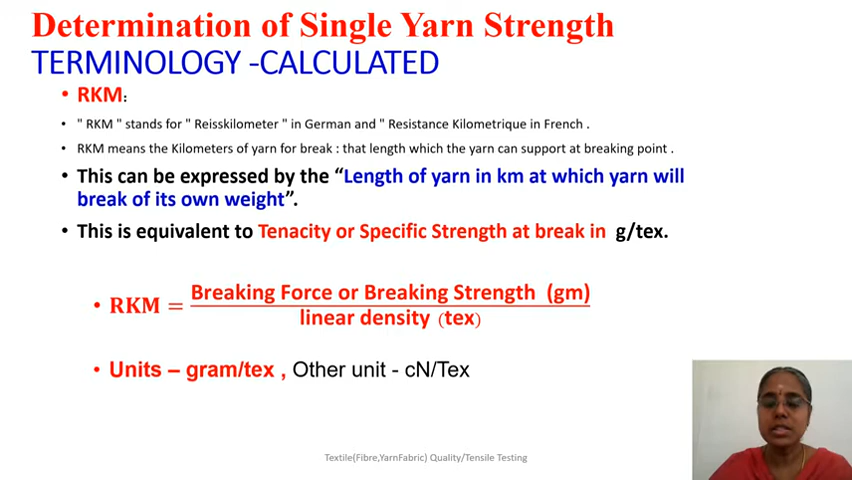 Determination of Single Yarn Strength
TERMINOLOGY -CALCULATED
• RKM:
• " RKM " stands for " Reisskilometer " in German and " Resistance Kilometrique in French .
• RKM means the Kilometers of yarn for break : that length which the yarn can support at breaking point .
• This can be expressed by the “Length of yarn in km at which yarn will
break of its own weight”.
• This is equivalent to Tenacity or Specific Strength at break in g/tex.
Breaking Force or Breaking Strength (gm)
• RKM =
linear density (tex)
• Units – gram/tex , Other unit - cN/Tex
Textile(Fibre,YarnFabric) Quality/Tensile Testing